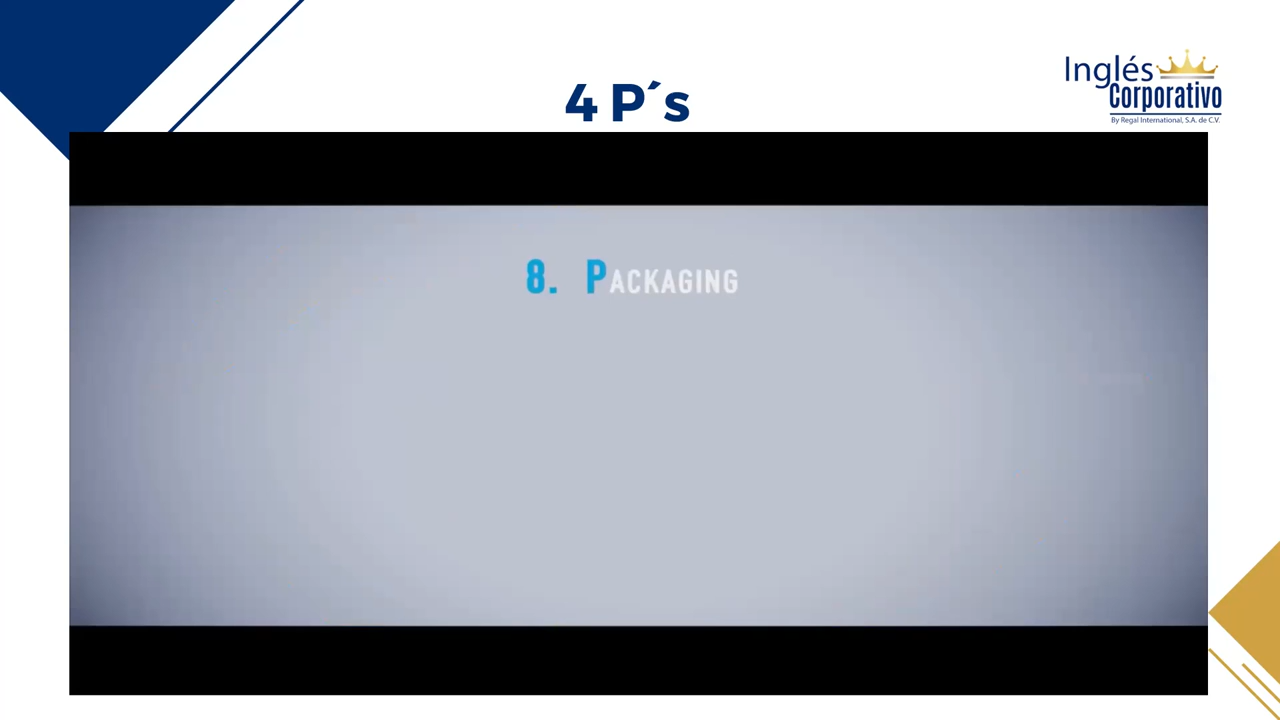 4 P´s
Inglés
Corporativo
By Regal International, S.A. de C.V.
8. PACKAGING